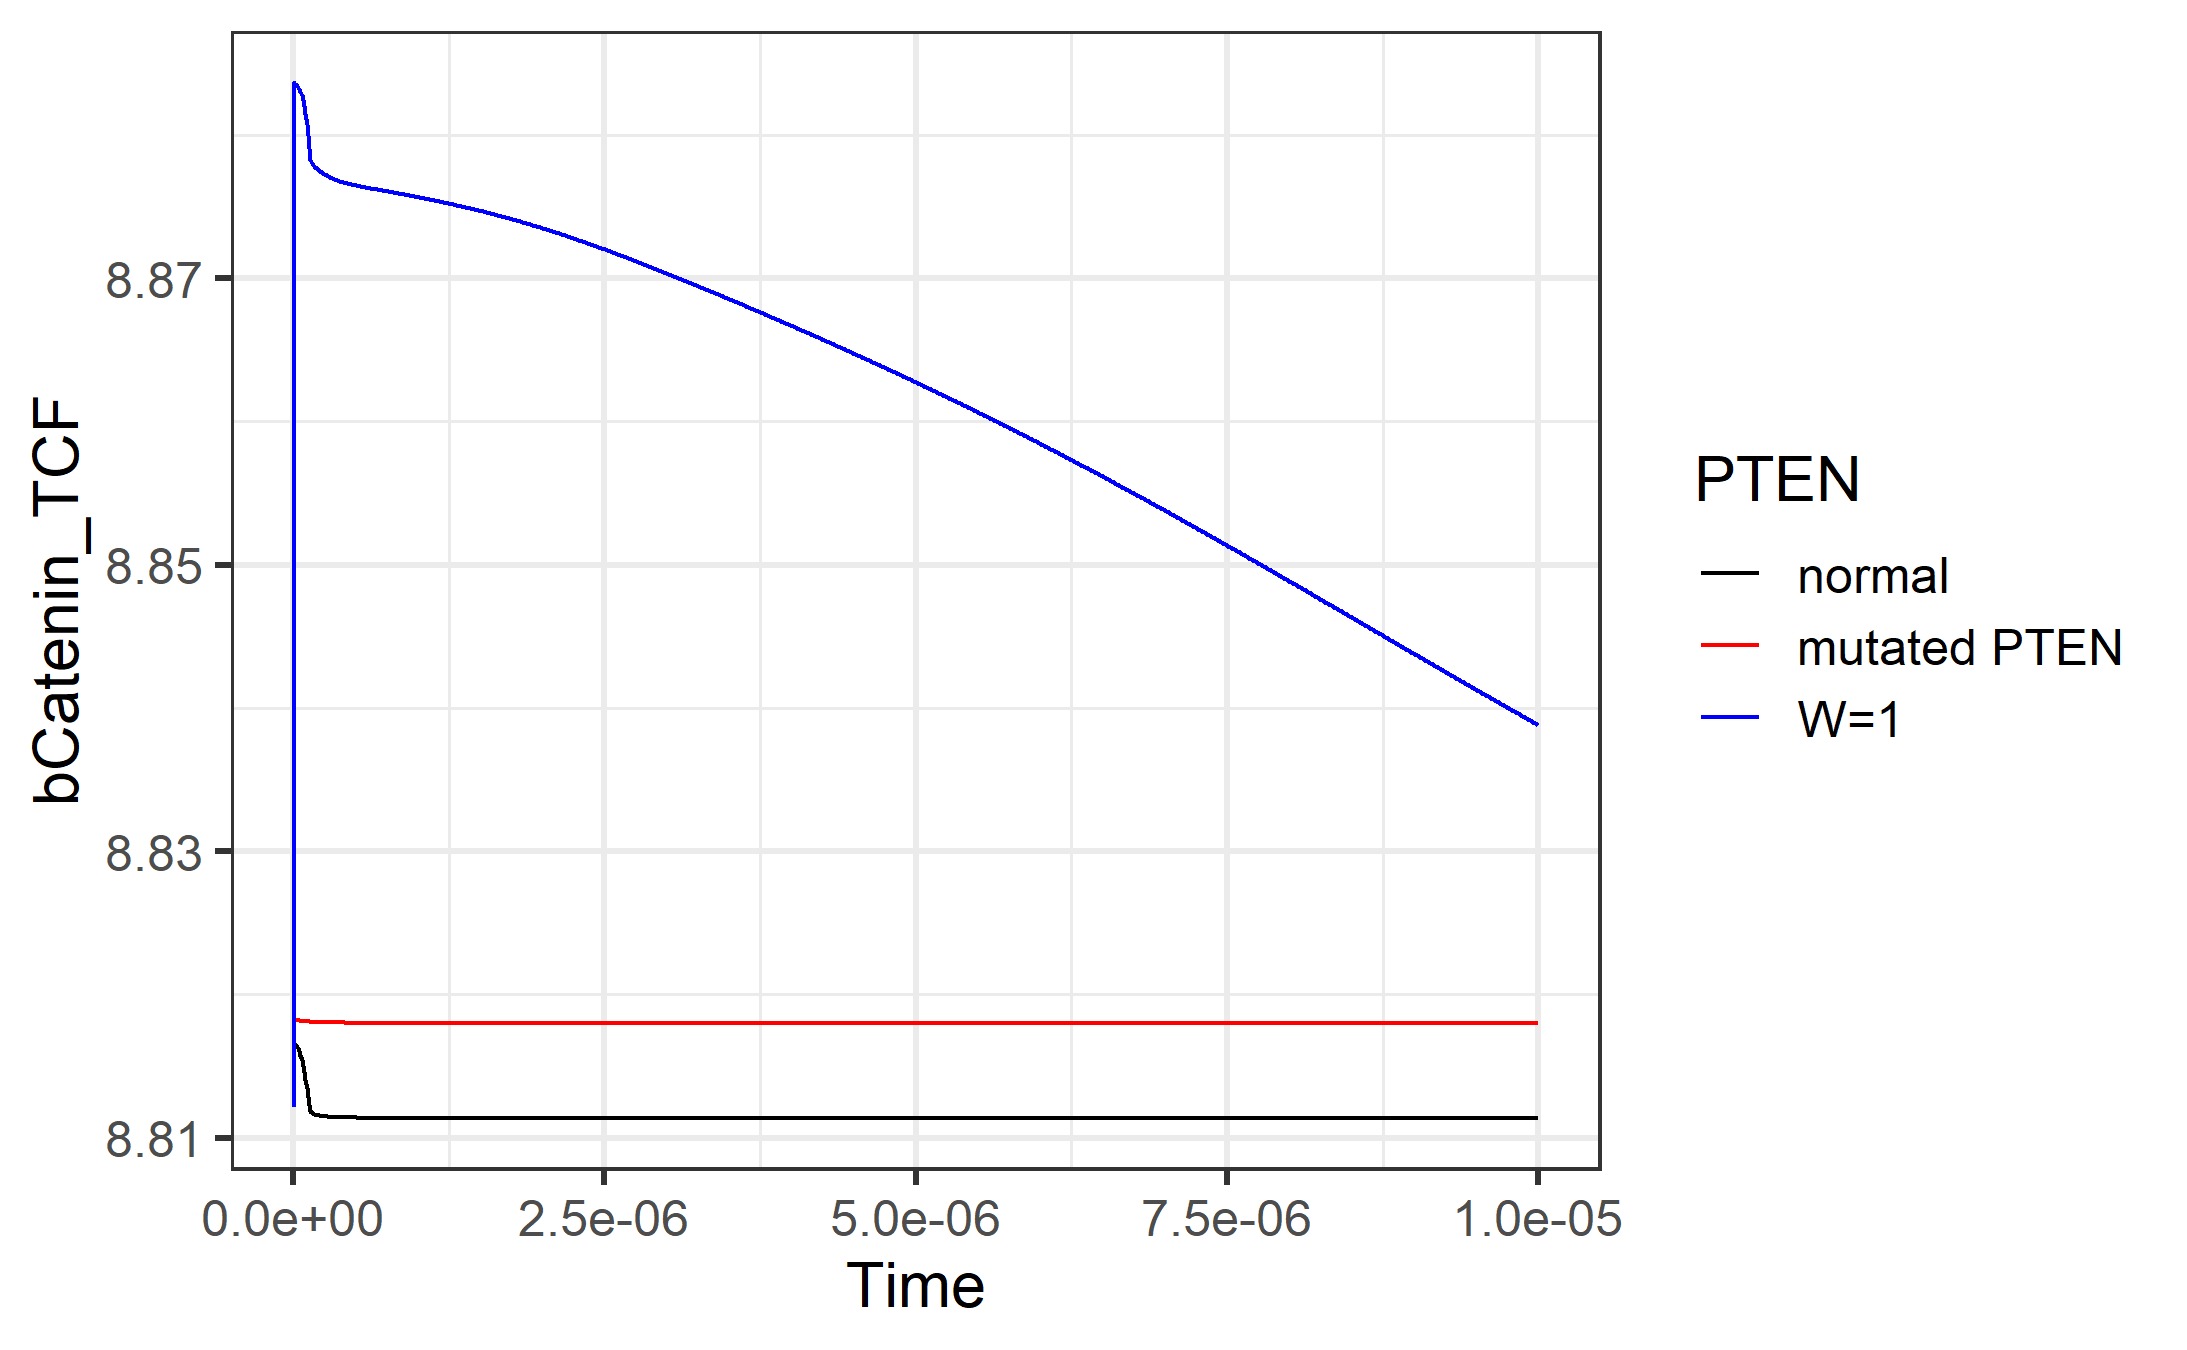 bCatenin_TCF
8.87
8.85
8.83
8.81
0.0e+00 2.5e-06 5.0e-06 7.5e-06 1.0e-05
Time
PTEN
normal
mutated PTEN
W=1